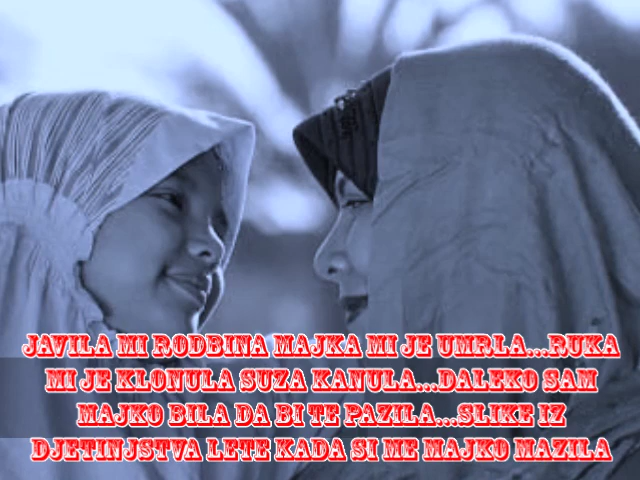 JAVILA MI RODBINA MAJKA MI JE UMRLA...RUKA
MI JE KLONULA SUZA KANULA...DALEKO SAM
MAJKO BILA DA BI TE PAZILA...SLIKE IZ
DJETINJSTVA LETE KADA SI ME MAJKO MAZILA